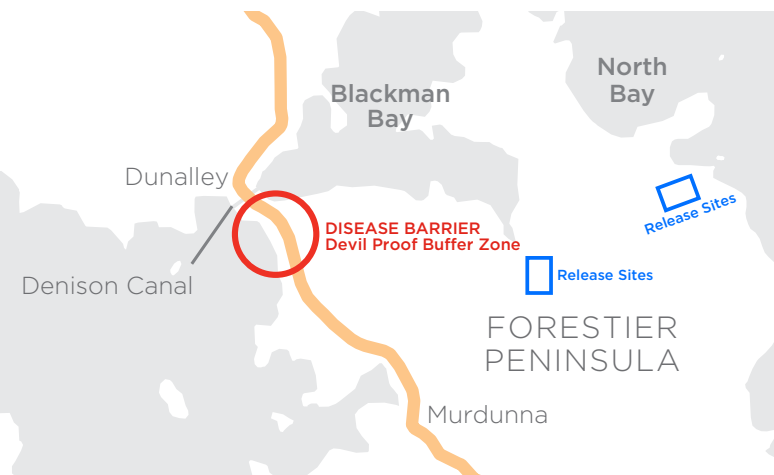 North
Bay
Blackman
Bay
Dunalley
Release Sites
DISEASE BARRIER
Devil Proof Buffer Zone
Release Sites
Denison Canal
FORESTIER
PENINSULA
Murdunna